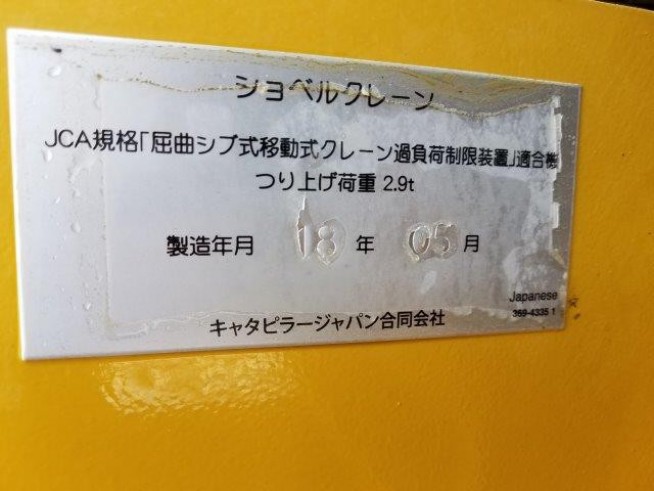 ショベルクレーン
JCA規格「屈曲ジブ式移動式クレーン過負荷制限装置」適合機
つり上げ荷重 2.9t
製造年月 18 年 05 月
Japanese
369-4335 1
キャタピラージャパン合同会社